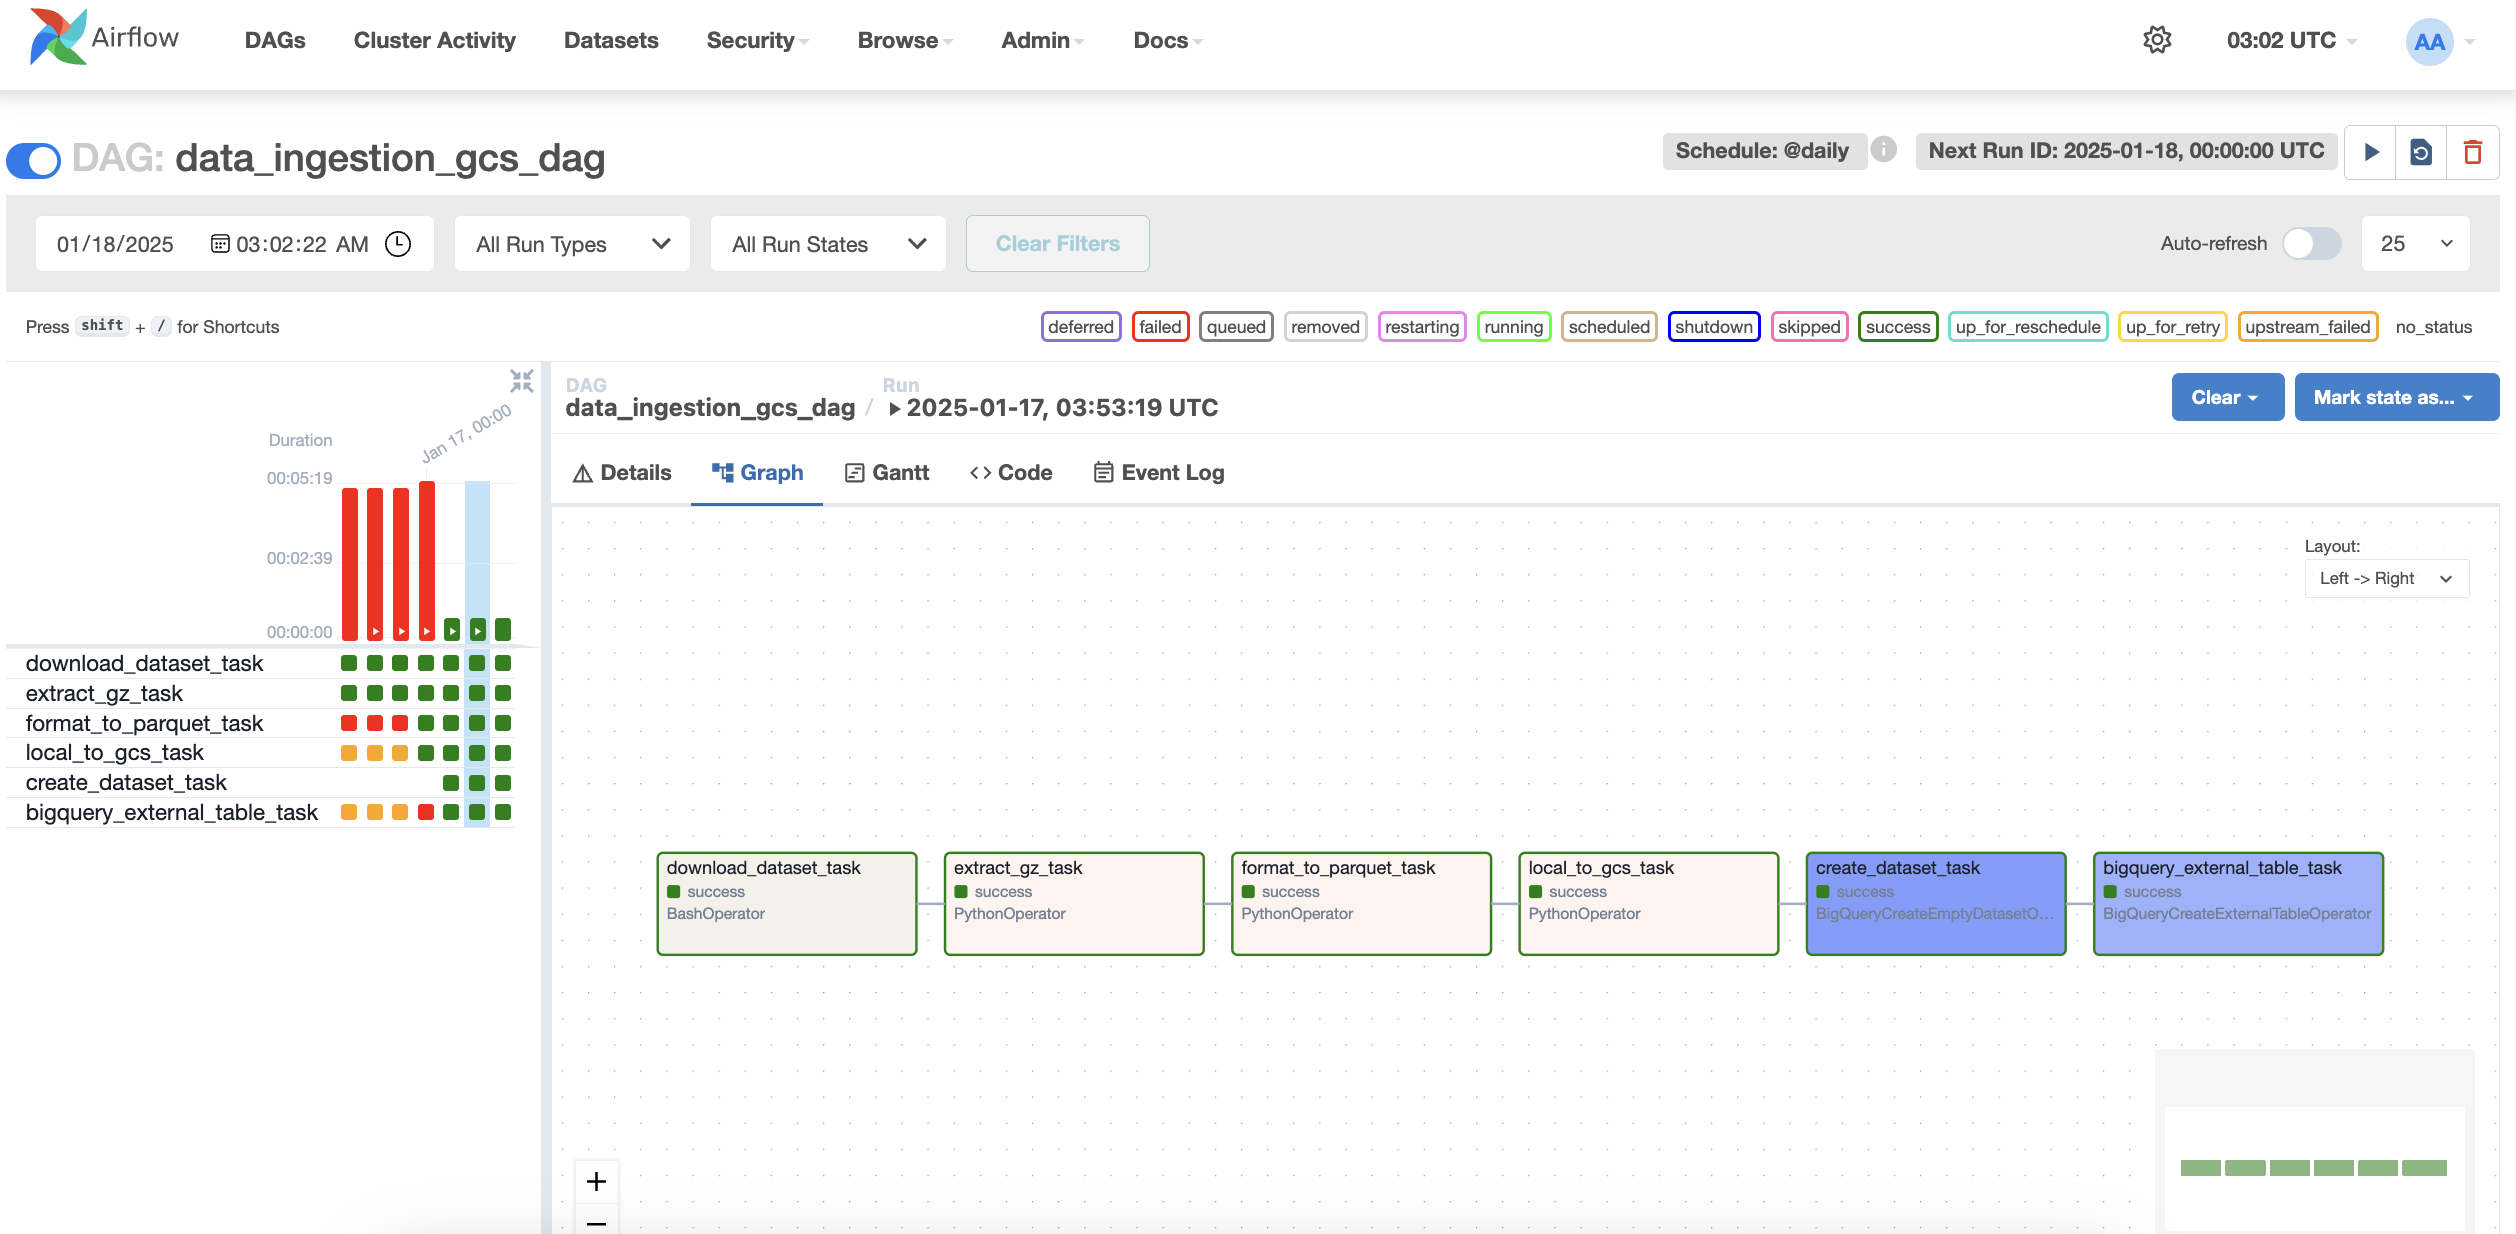 Airflow
DAGs Cluster Activity Datasets Security Browse Admin Docs 03:02 UTC AA
DAG: data_ingestion_gcs_dag
Schedule: @daily Next Run ID: 2025-01-18, 00:00:00 UTC
01/18/2025 03:02:22 AM All Run Types All Run States Clear Filters Auto-refresh 25
Press shift + / for Shortcuts
deferred failed queued removed restarting running scheduled shutdown skipped success up_for_reschedule up_for_retry upstream_failed no_status
Duration
Jan 17, 00:00
00:05:19
00:02:39
00:00:00
download_dataset_task
extract_gz_task
format_to_parquet_task
local_to_gcs_task
create_dataset_task
bigquery_external_table_task
DAG Run
data_ingestion_gcs_dag / 2025-01-17, 03:53:19 UTC
Clear Mark state as...
Details Graph Gantt Code Event Log
Layout:
Left -> Right
download_dataset_task
success
BashOperator
extract_gz_task
success
PythonOperator
format_to_parquet_task
success
PythonOperator
local_to_gcs_task
success
PythonOperator
create_dataset_task
success
BigQueryCreateEmptyDatasetO...
bigquery_external_table_task
success
BigQueryCreateExternalTableOperator